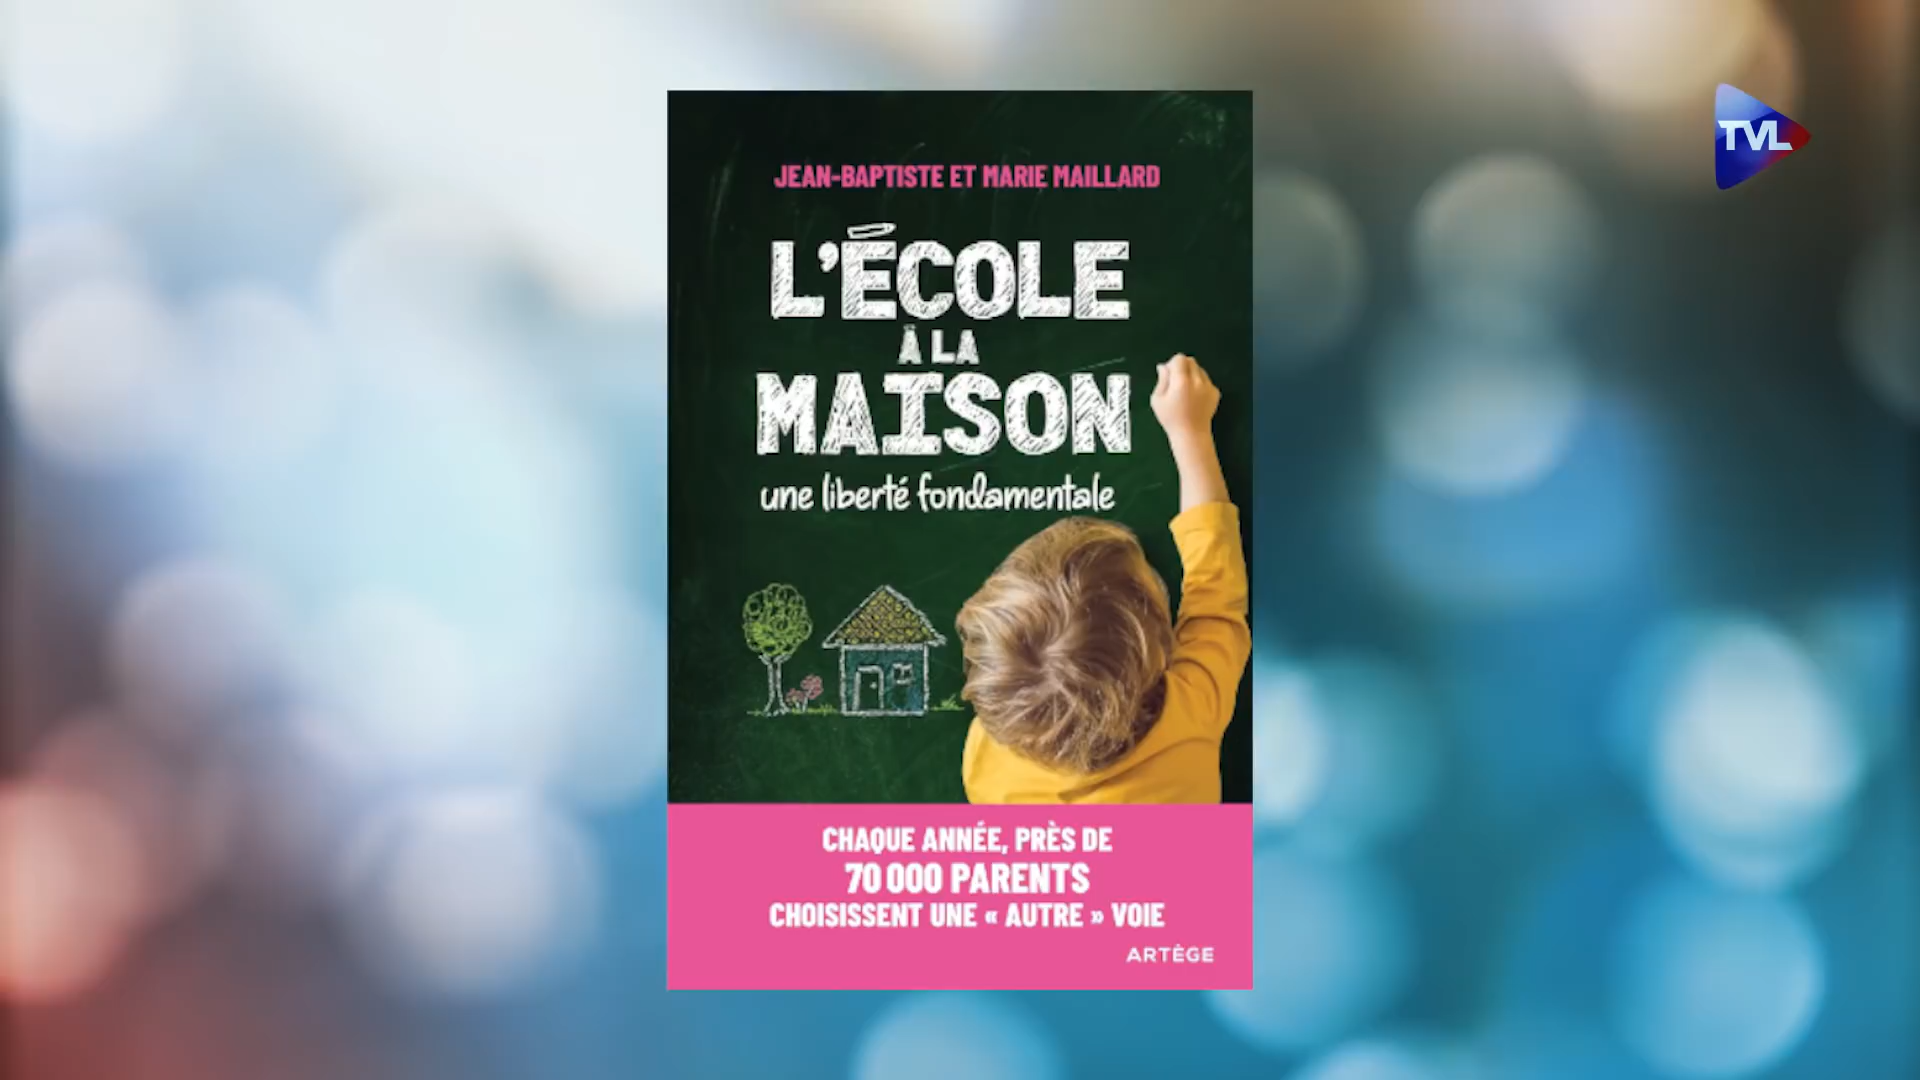 TVL
JEAN-BAPTISTE ET MARIE MAILLARD
L'ÉCOLE
À LA
MAISON
une liberté fondamentale
CHAQUE ANNÉE, PRÈS DE
70 000 PARENTS
CHOISISSENT UNE « AUTRE » VOIE
ARTÈGE